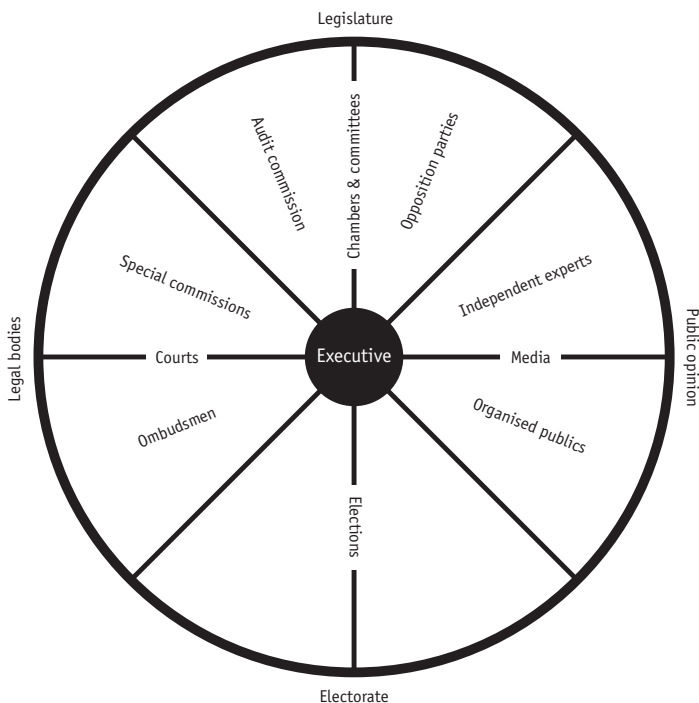 Legislature
Audit commission
Chambers & committees
Opposition parties
Special commissions
Independent experts
Legal bodies
Courts
Executive
Media
Public opinion
Ombudsmen
Organised publics
Elections
Electorate